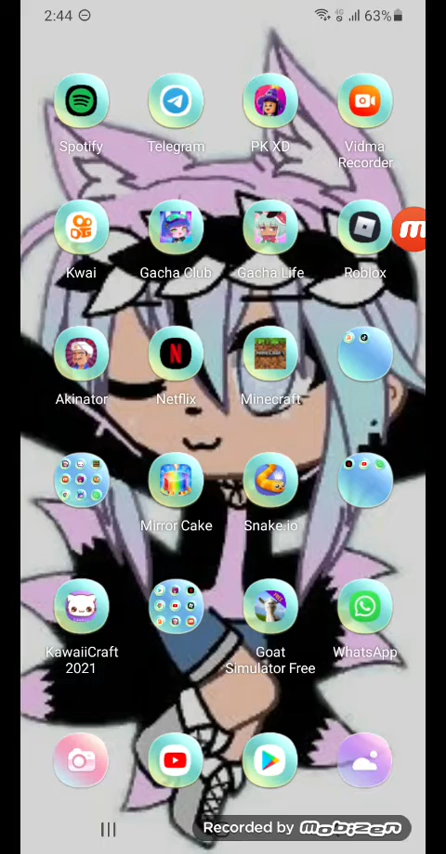 2:44
4G
63%
Spotify
Telegram
PK XD
Vidma
Recorder
Kwai
Gacha Club
Gacha Life
Roblox
Akinator
Netflix
Minecraft
Mirror Cake
Snake.io
KawaiiCraft
2021
Goat
Simulator Free
WhatsApp
Recorded by mobizen